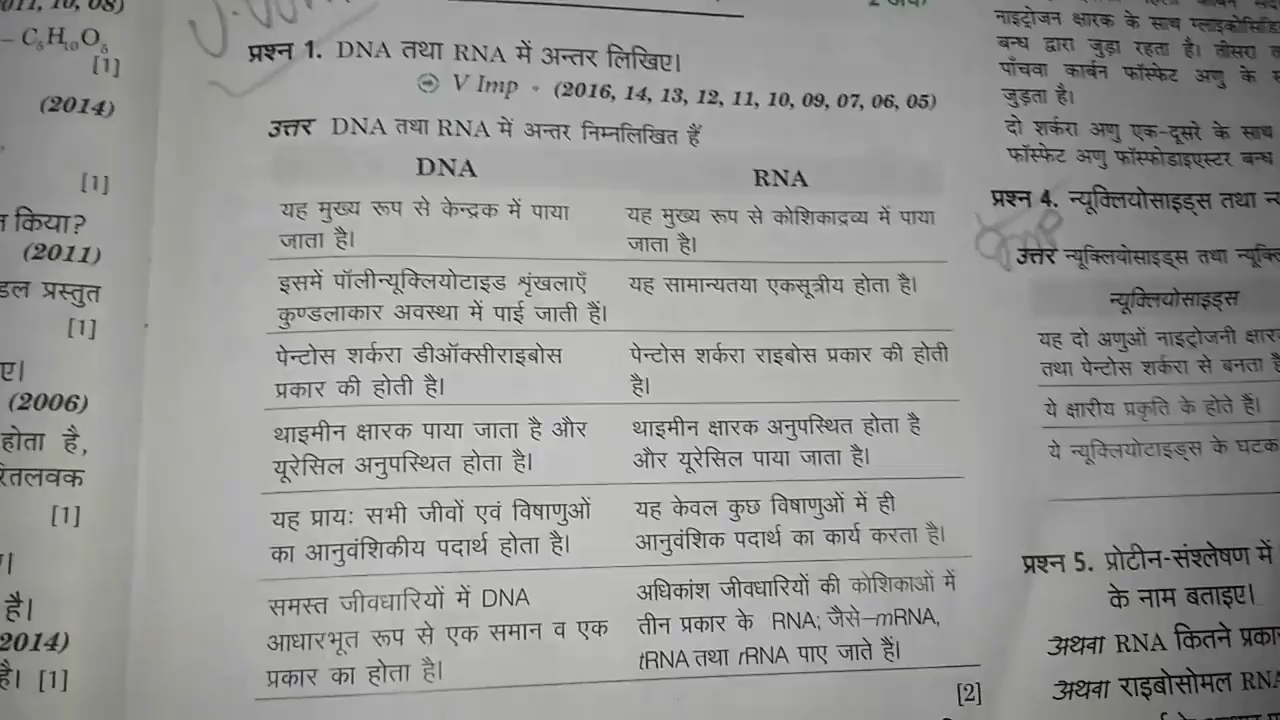 011, 10, 08)
– C₅H₁₀O₅
[1]
(2014)
[1]
किया?
(2011)
प्रस्तुत
[1]
(2006)
होता है,
[1]
है।
2014)
है। [1]
प्रश्न 1. DNA तथा RNA में अन्तर लिखिए।
V Imp • (2016, 14, 13, 12, 11, 10, 09, 07, 06, 05)
उत्तर DNA तथा RNA में अन्तर निम्नलिखित हैं
DNA RNA
यह मुख्य रूप से केन्द्रक में पाया यह मुख्य रूप से कोशिकाद्रव्य में पाया
जाता है। जाता है।
इसमें पॉलीन्यूक्लियोटाइड शृंखलाएँ यह सामान्यतया एकसूत्रीय होता है।
कुण्डलाकार अवस्था में पाई जाती हैं।
पेन्टोस शर्करा डीऑक्सीराइबोस पेन्टोस शर्करा राइबोस प्रकार की होती
प्रकार की होती है। है।
थाइमीन क्षारक पाया जाता है और थाइमीन क्षारक अनुपस्थित होता है
यूरेसिल अनुपस्थित होता है। और यूरेसिल पाया जाता है।
यह प्रायः सभी जीवों एवं विषाणुओं यह केवल कुछ विषाणुओं में ही
का आनुवंशिकीय पदार्थ होता है। आनुवंशिक पदार्थ का कार्य करता है।
समस्त जीवधारियों में DNA अधिकांश जीवधारियों की कोशिकाओं में
आधारभूत रूप से एक समान व एक तीन प्रकार के RNA; जैसे–mRNA,
प्रकार का होता है। tRNA तथा rRNA पाए जाते हैं।
[2]
नाइट्रोजन क्षारक के साथ
बन्ध द्वारा जुड़ा रहता है। तीसरा
पाँचवा कार्बन फॉस्फेट अणु के
जुड़ता है।
दो शर्करा अणु एक-दूसरे के साथ
फॉस्फेट अणु फॉस्फोडाइएस्टर बन्ध
प्रश्न 4. न्यूक्लियोसाइड्स तथा
उत्तर न्यूक्लियोसाइड्स तथा
न्यूक्लियोसाइड्स
यह दो अणुओं नाइट्रोजनी
तथा पेन्टोस शर्करा से बनता
ये क्षारीय प्रकृति के होते हैं।
ये न्यूक्लियोटाइड्स के घटक
प्रश्न 5. प्रोटीन-संश्लेषण में
के नाम बताइए।
अथवा RNA कितने
अथवा राइबोसोमल RNA